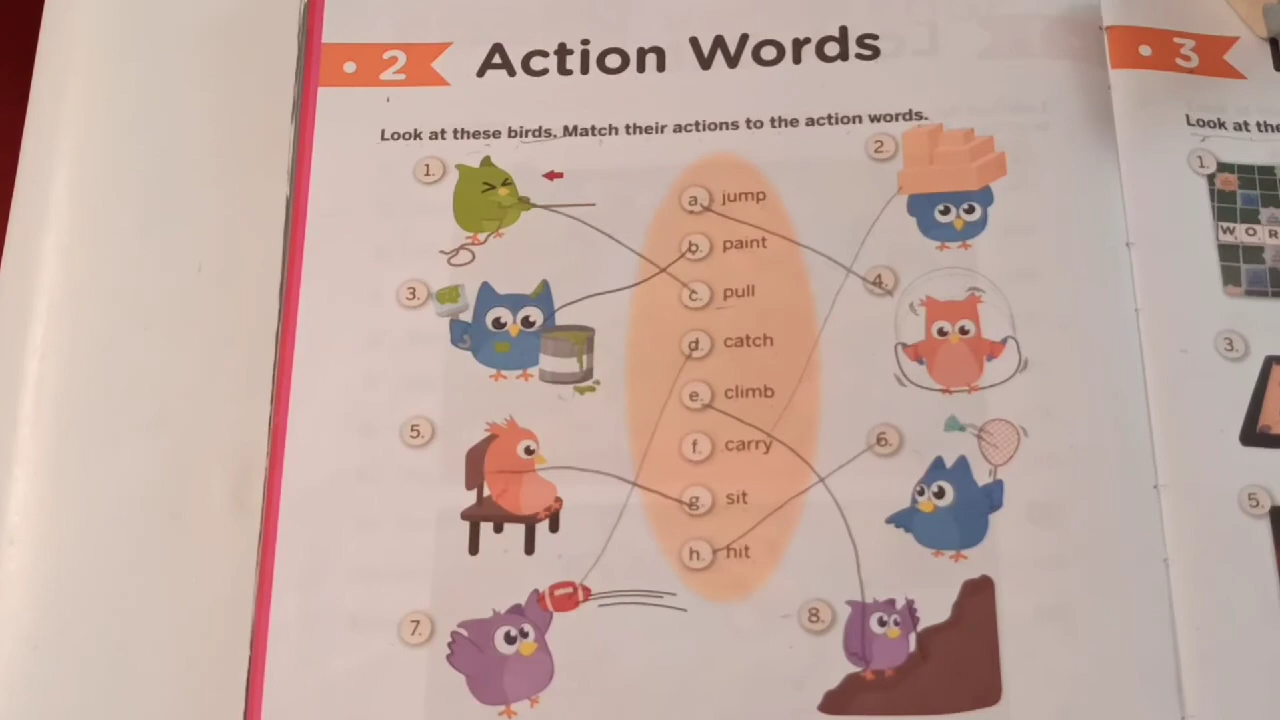 • 2 Action Words
Look at these birds. Match their actions to the action words.
1.
2.
3.
4.
5.
6.
7.
8.
a. jump
b. paint
c. pull
d. catch
e. climb
f. carry
g. sit
h. hit
• 3
Look at the
1.
W O R
3.
5.